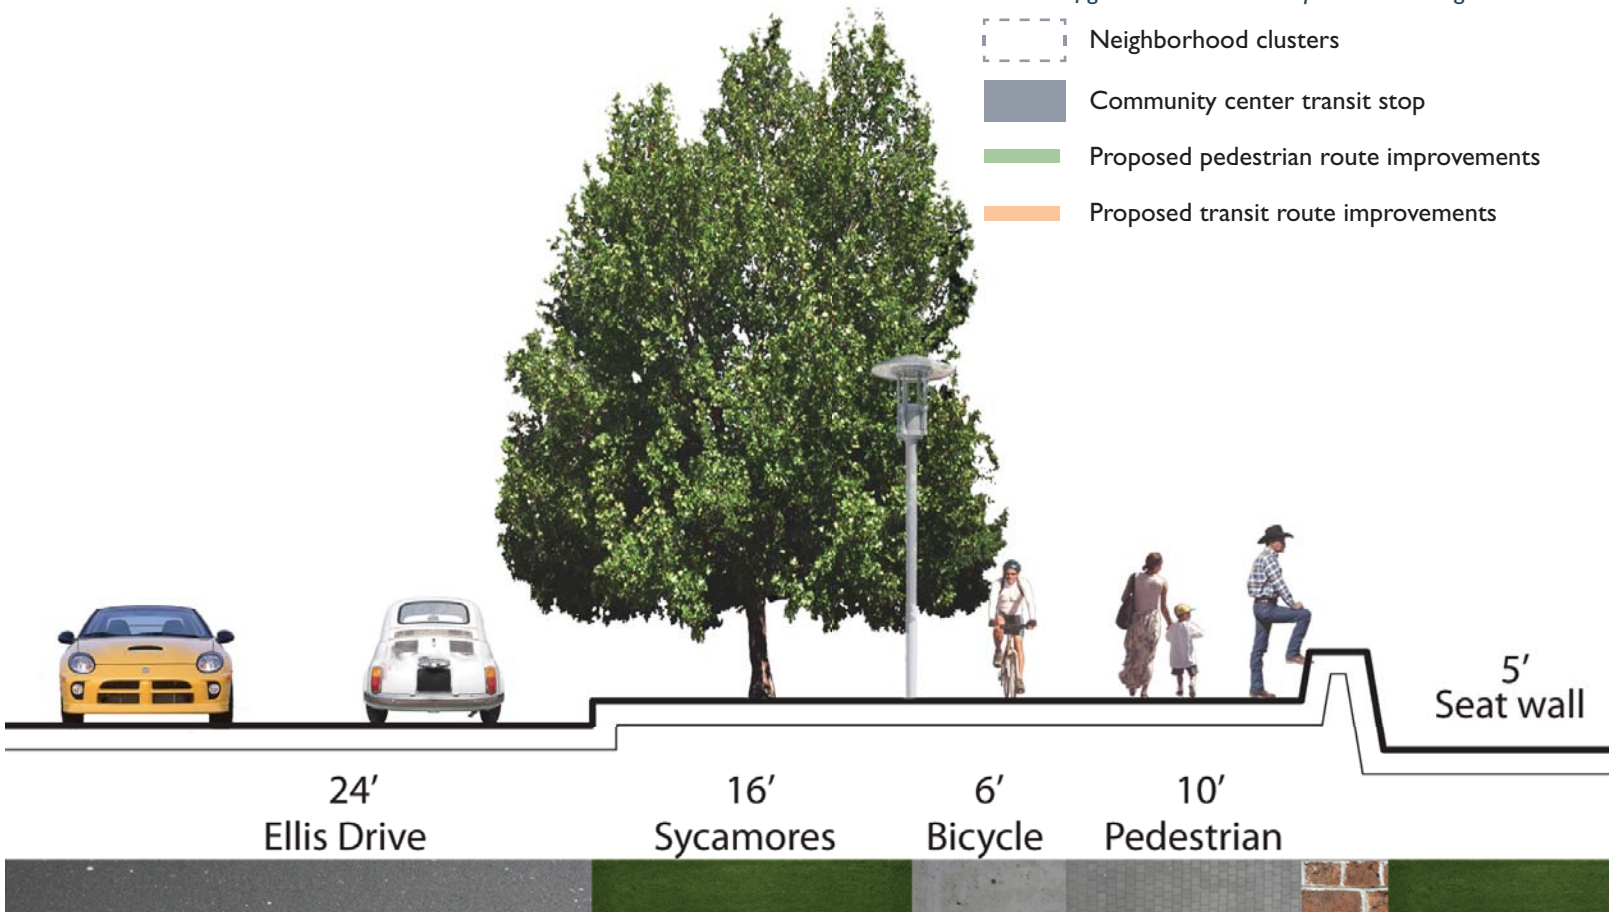 Neighborhood clusters
Community center transit stop
Proposed pedestrian route improvements
Proposed transit route improvements
5′
Seat wall
24′
Ellis Drive
16′
Sycamores
6′
Bicycle
10′
Pedestrian